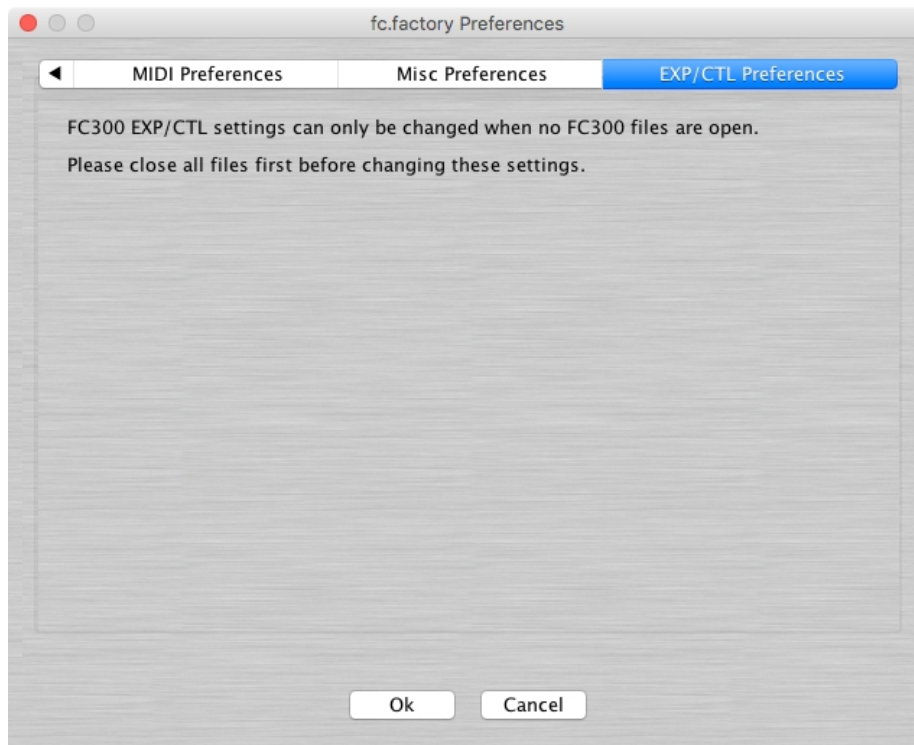 fc.factory Preferences
MIDI Preferences Misc Preferences EXP/CTL Preferences
FC300 EXP/CTL settings can only be changed when no FC300 files are open.
Please close all files first before changing these settings.
Ok Cancel